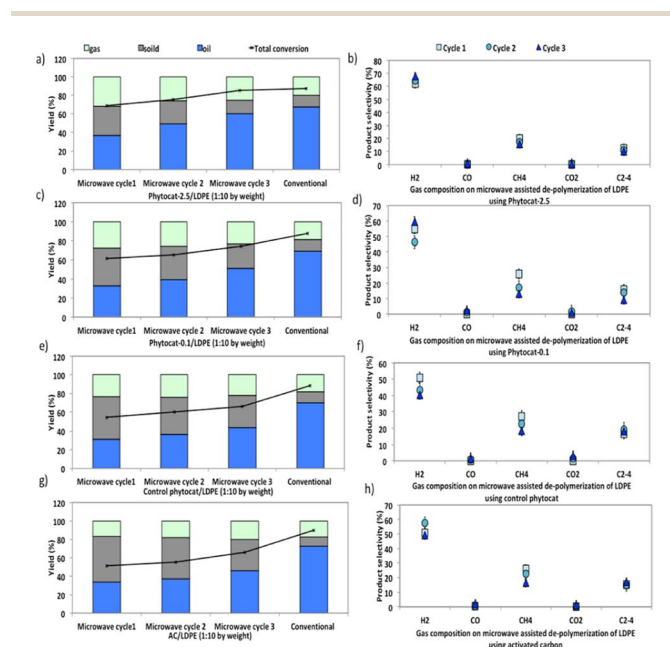 gas soild oil Total conversion
Cycle 1 Cycle 2 Cycle 3
a)
Yield (%)
120
100
80
60
40
20
0
Microwave cycle1 Microwave cycle 2 Microwave cycle 3 Conventional
Phytocat-2.5/LDPE (1:10 by weight)
b)
Product selectivity (%)
80
70
60
50
40
30
20
10
0
H2 CO CH4 CO2 C2-4
Gas composition on microwave assisted de-polymerization of LDPE
using Phytocat-2.5
c)
Yield (%)
120
100
80
60
40
20
0
Microwave cycle1 Microwave cycle 2 Microwave cycle 3 Conventional
Phytocat-0.1/LDPE (1:10 by weight)
d)
Product selectivity (%)
70
60
50
40
30
20
10
0
H2 CO CH4 CO2 C2-4
Gas composition on microwave assisted de-polymerization of LDPE
using Phytocat-0.1
e)
Yield (%)
120
100
80
60
40
20
0
Microwave cycle1 Microwave cycle 2 Microwave cycle 3 Conventional
Control phytocat/LDPE (1:10 by weight)
f)
Product selectivity (%)
60
50
40
30
20
10
0
H2 CO CH4 CO2 C2-4
Gas composition on microwave assisted de-polymerization of LDPE
using control phytocat
g)
Yield (%)
120
100
80
60
40
20
0
Microwave cycle1 Microwave cycle 2 Microwave cycle 3 Conventional
AC/LDPE (1:10 by weight)
h)
Product selectivity (%)
70
60
50
40
30
20
10
0
H2 CO CH4 CO2 C2-4
Gas composition on microwave assisted de-polymerization of LDPE
using activated carbon